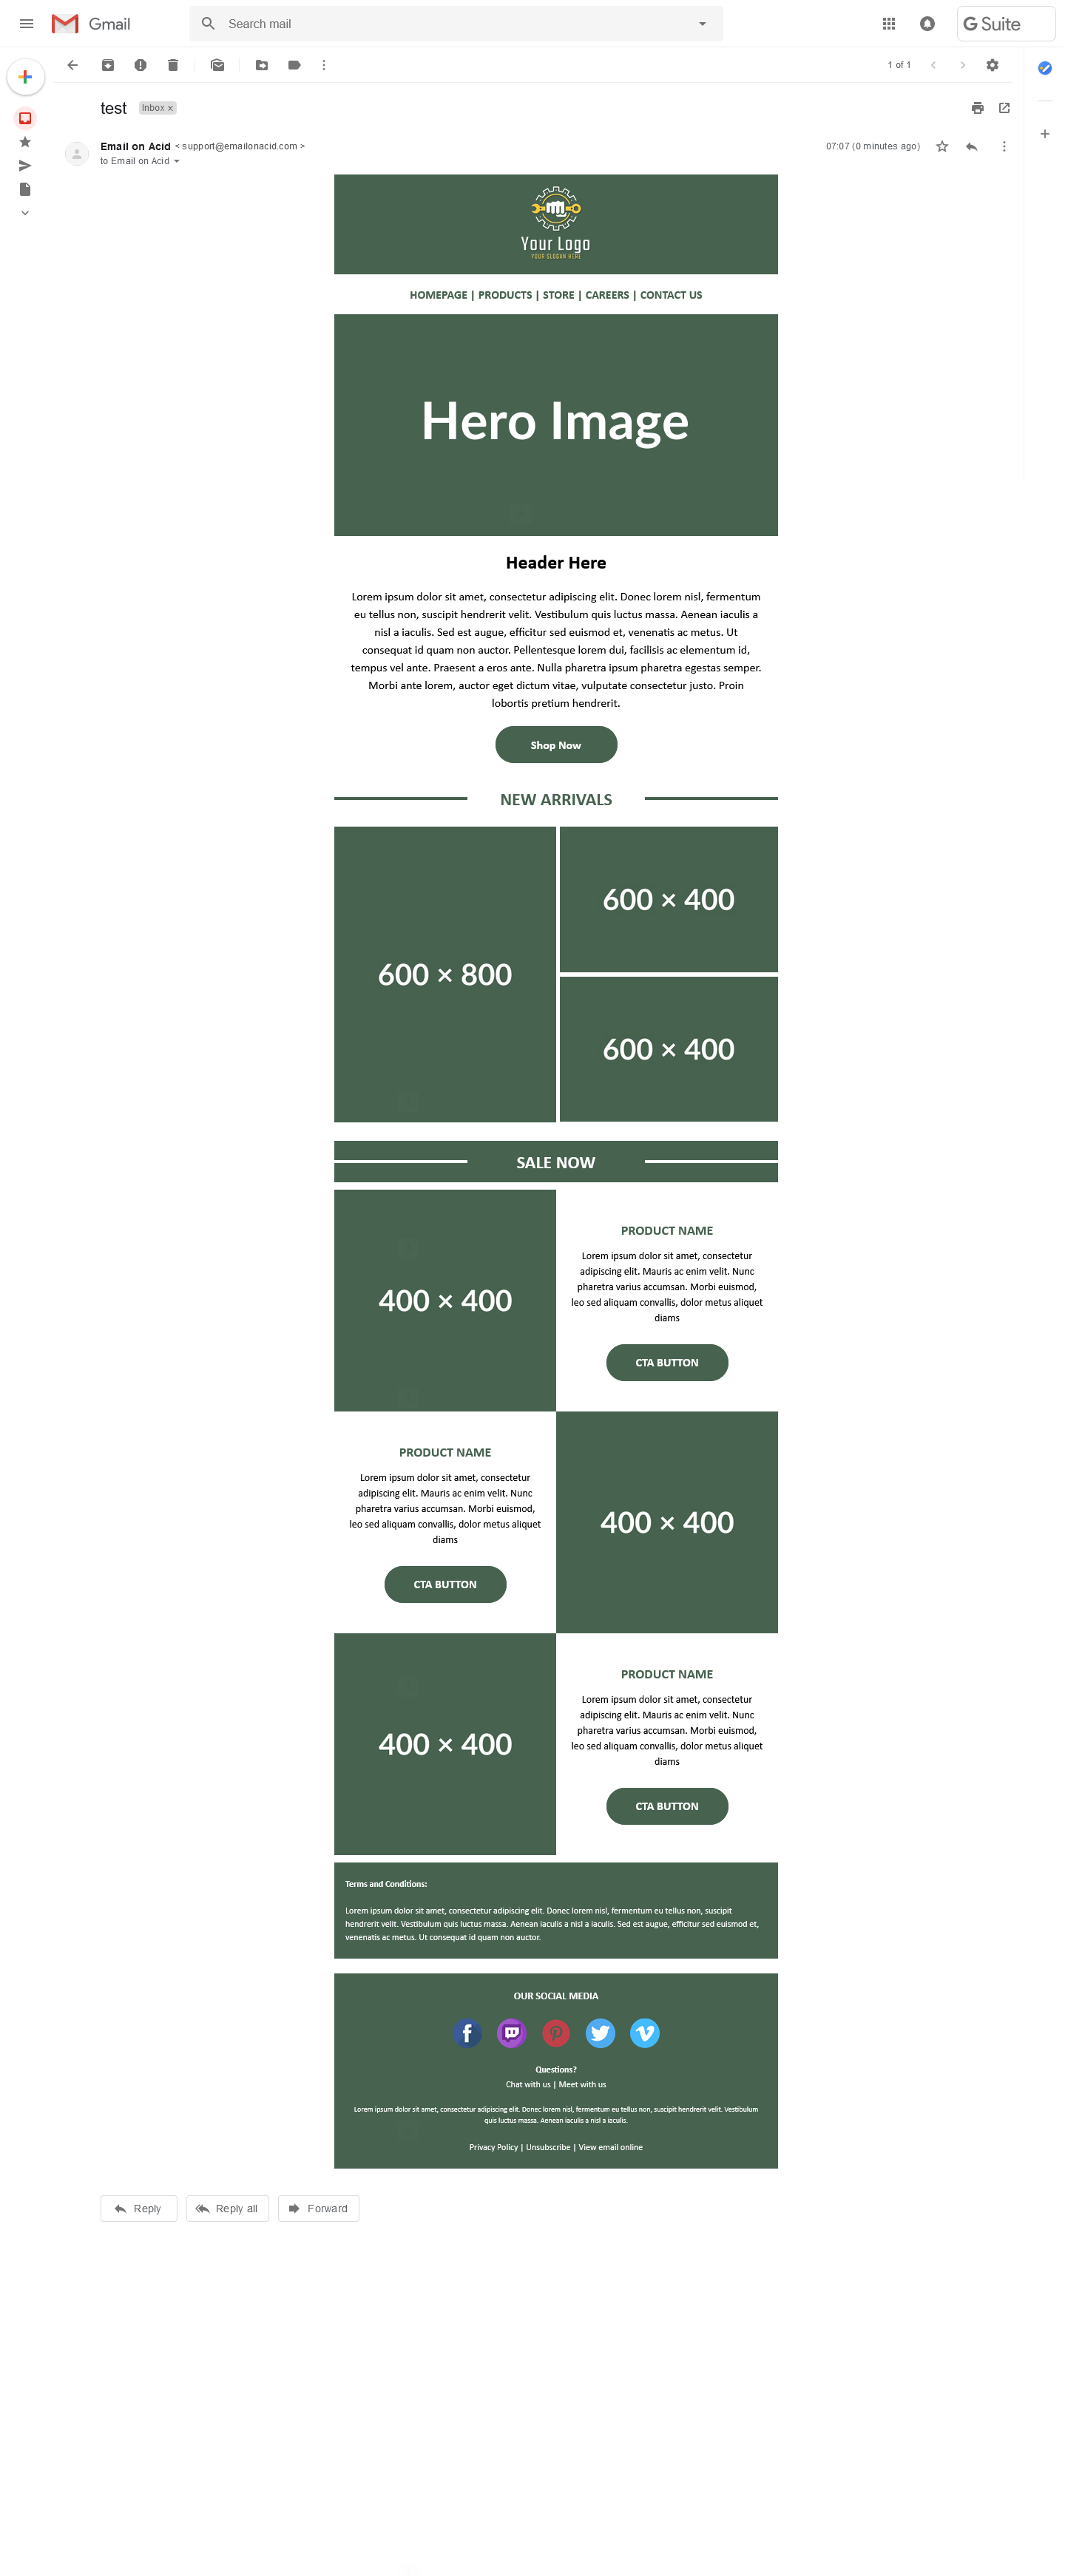 Gmail
Search mail
G Suite
1 of 1
test
Inbox ×
Email on Acid < support@emailonacid.com >
07:07 (0 minutes ago)
to Email on Acid
Your Logo
YOUR SLOGAN HERE
HOMEPAGE | PRODUCTS | STORE | CAREERS | CONTACT US
Hero Image
Header Here
Lorem ipsum dolor sit amet, consectetur adipiscing elit. Donec lorem nisl, fermentum
eu tellus non, suscipit hendrerit velit. Vestibulum quis luctus massa. Aenean iaculis a
nisl a iaculis. Sed est augue, efficitur sed euismod et, venenatis ac metus. Ut
consequat id quam non auctor. Pellentesque lorem dui, facilisis ac elementum id,
tempus vel ante. Praesent a eros ante. Nulla pharetra ipsum pharetra egestas semper.
Morbi ante lorem, auctor eget dictum vitae, vulputate consectetur justo. Proin
lobortis pretium hendrerit.
Shop Now
NEW ARRIVALS
600 × 800
600 × 400
600 × 400
SALE NOW
400 × 400
PRODUCT NAME
Lorem ipsum dolor sit amet, consectetur
adipiscing elit. Mauris ac enim velit. Nunc
pharetra varius accumsan. Morbi euismod,
leo sed aliquam convallis, dolor metus aliquet
diams
CTA BUTTON
PRODUCT NAME
Lorem ipsum dolor sit amet, consectetur
adipiscing elit. Mauris ac enim velit. Nunc
pharetra varius accumsan. Morbi euismod,
leo sed aliquam convallis, dolor metus aliquet
diams
CTA BUTTON
400 × 400
400 × 400
PRODUCT NAME
Lorem ipsum dolor sit amet, consectetur
adipiscing elit. Mauris ac enim velit. Nunc
pharetra varius accumsan. Morbi euismod,
leo sed aliquam convallis, dolor metus aliquet
diams
CTA BUTTON
Terms and Conditions:
Lorem ipsum dolor sit amet, consectetur adipiscing elit. Donec lorem nisl, fermentum eu tellus non, suscipit
hendrerit velit. Vestibulum quis luctus massa. Aenean iaculis a nisl a iaculis. Sed est augue, efficitur sed euismod et,
venenatis ac metus. Ut consequat id quam non auctor.
OUR SOCIAL MEDIA
Questions?
Chat with us | Meet with us
Lorem ipsum dolor sit amet, consectetur adipiscing elit. Donec lorem nisl, fermentum eu tellus non, suscipit hendrerit velit. Vestibulum
quis luctus massa. Aenean iaculis a nisl a iaculis.
Privacy Policy | Unsubscribe | View email online
Reply
Reply all
Forward